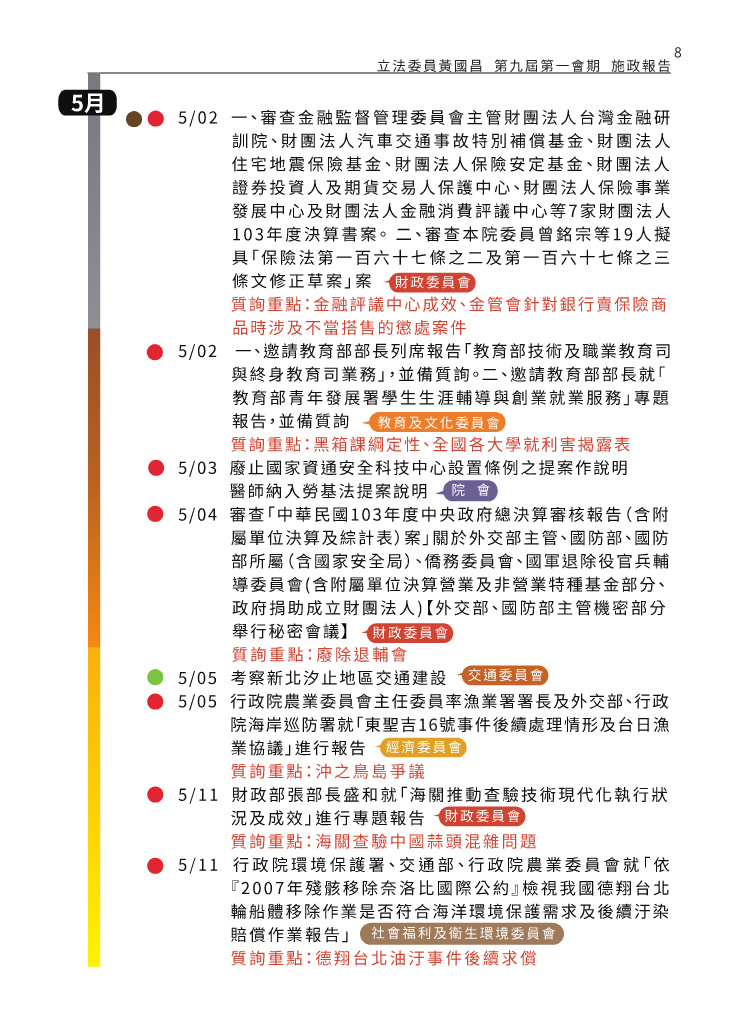 8
立法委員黃國昌 第九屆第一會期 施政報告
5月
5/02 一、審查金融監督管理委員會主管財團法人台灣金融研
訓院、財團法人汽車交通事故特別補償基金、財團法人
住宅地震保險基金、財團法人保險安定基金、財團法人
證券投資人及期貨交易人保護中心、財團法人保險事業
發展中心及財團法人金融消費評議中心等7家財團法人
103年度決算書案。 二、審查本院委員曾銘宗等19人擬
具「保險法第一百六十七條之二及第一百六十七條之三
條文修正草案」案 財政委員會
質詢重點：金融評議中心成效、金管會針對銀行賣保險商
品時涉及不當搭售的懲處案件
5/02 一、邀請教育部部長列席報告「教育部技術及職業教育司
與終身教育司業務」，並備質詢。二、邀請教育部部長就「
教育部青年發展署學生生涯輔導與創業就業服務」專題
報告，並備質詢 教育及文化委員會
質詢重點：黑箱課綱定性、全國各大學就利害揭露表
5/03 廢止國家資通安全科技中心設置條例之提案作說明
醫師納入勞基法提案說明 院 會
5/04 審查「中華民國103年度中央政府總決算審核報告（含附
屬單位決算及綜計表）案」關於外交部主管、國防部、國防
部所屬（含國家安全局）、僑務委員會、國軍退除役官兵輔
導委員會(含附屬單位決算營業及非營業特種基金部分、
政府捐助成立財團法人)【外交部、國防部主管機密部分
舉行秘密會議】 財政委員會
質詢重點：廢除退輔會
5/05 考察新北汐止地區交通建設 交通委員會
5/05 行政院農業委員會主任委員率漁業署署長及外交部、行政
院海岸巡防署就「東聖吉16號事件後續處理情形及台日漁
業協議」進行報告 經濟委員會
質詢重點：沖之鳥島爭議
5/11 財政部張部長盛和就「海關推動查驗技術現代化執行狀
況及成效」進行專題報告 財政委員會
質詢重點：海關查驗中國蒜頭混雜問題
5/11 行政院環境保護署、交通部、行政院農業委員會就「依
『2007年殘骸移除奈洛比國際公約』檢視我國德翔台北
輪船體移除作業是否符合海洋環境保護需求及後續汙染
賠償作業報告」 社會福利及衛生環境委員會
質詢重點：德翔台北油汙事件後續求償